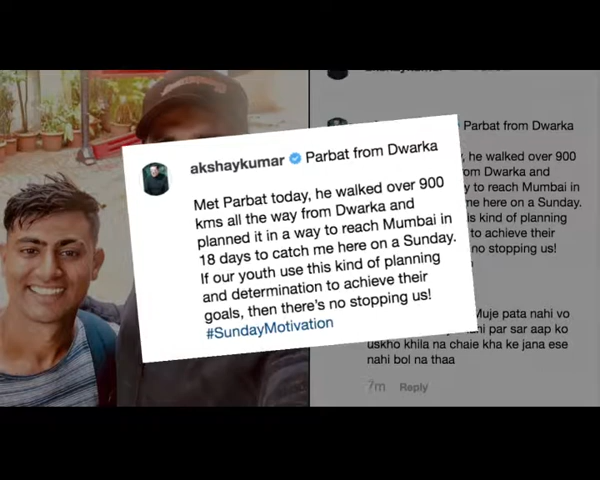 akshaykumar Parbat from Dwarka
Met Parbat today, he walked over 900
kms all the way from Dwarka and
planned it in a way to reach Mumbai in
18 days to catch me here on a Sunday.
If our youth use this kind of planning
and determination to achieve their
goals, then there's no stopping us!
#SundayMotivation
Parbat from Dwarka
, he walked over 900
om Dwarka and
y to reach Mumbai in
me here on a Sunday.
is kind of planning
to achieve their
no stopping us!
Muje pata nahi vo
hi par sar aap ko
uskho khila na chaie kha ke jana ese
nahi bol na thaa
7m Reply